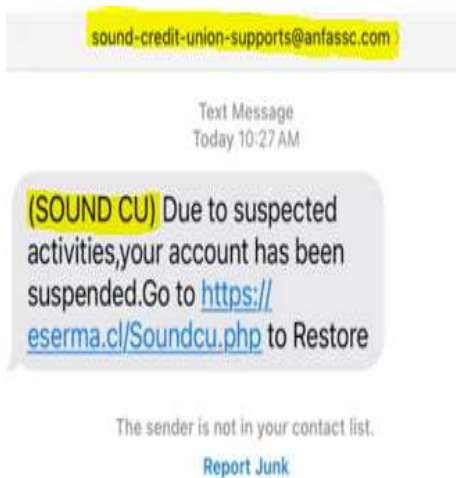 sound-credit-union-supports@anfassc.com
Text Message
Today 10:27 AM
(SOUND CU) Due to suspected
activities,your account has been
suspended.Go to https://
eserma.cl/Soundcu.php to Restore
The sender is not in your contact list.
Report Junk